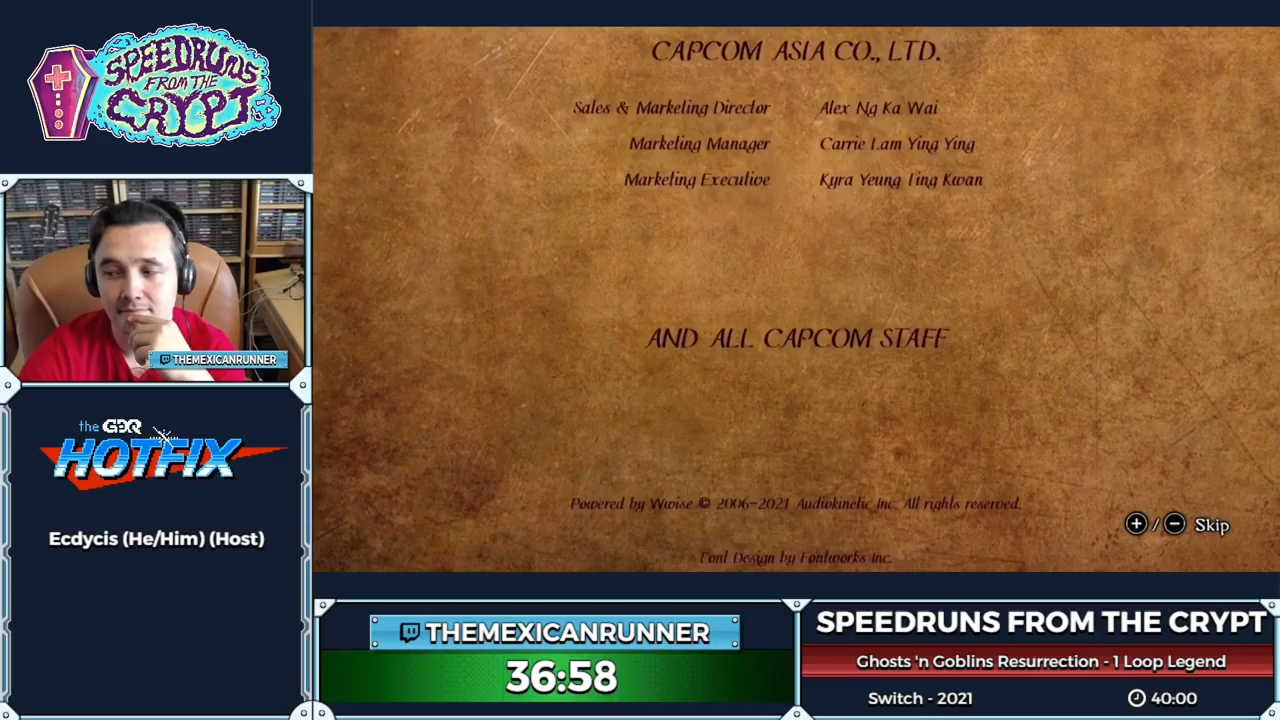 SPEEDRUNS
FROM THE
CRYPT
THEMEXICANRUNNER
the GDQ
HOTFIX
Ecdycis (He/Him) (Host)
CAPCOM ASIA CO., LTD.
Sales & Marketing Director Alex Ng Ka Wai
Marketing Manager Carrie Lam Ying Ying
Marketing Executive Kyra Yeung Ting Kwan
AND ALL CAPCOM STAFF
Powered by Wwise © 2006-2021 Audiokinetic Inc. All rights reserved.
+ / - Skip
Font Design by Fontworks Inc.
THEMEXICANRUNNER
36:58
SPEEDRUNS FROM THE CRYPT
Ghosts 'n Goblins Resurrection - 1 Loop Legend
Switch - 2021 40:00